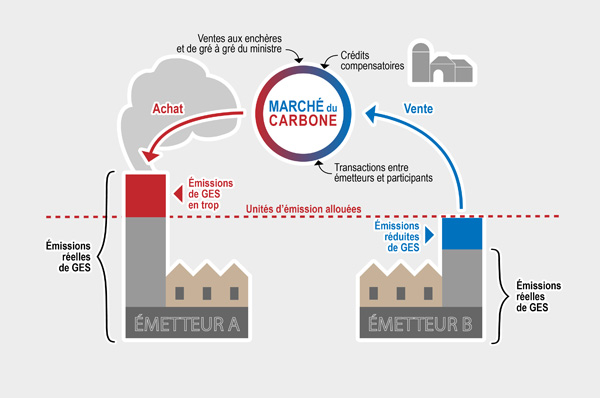 Ventes aux enchères
et de gré à gré du ministre
Crédits
compensatoires
Achat
MARCHÉ du
CARBONE
Vente
Transactions entre
émetteurs et participants
Émissions
de GES
en trop
Unités d'émission allouées
Émissions
réduites
de GES
Émissions
réelles
de GES
Émissions
réelles
de GES
ÉMETTEUR A
ÉMETTEUR B